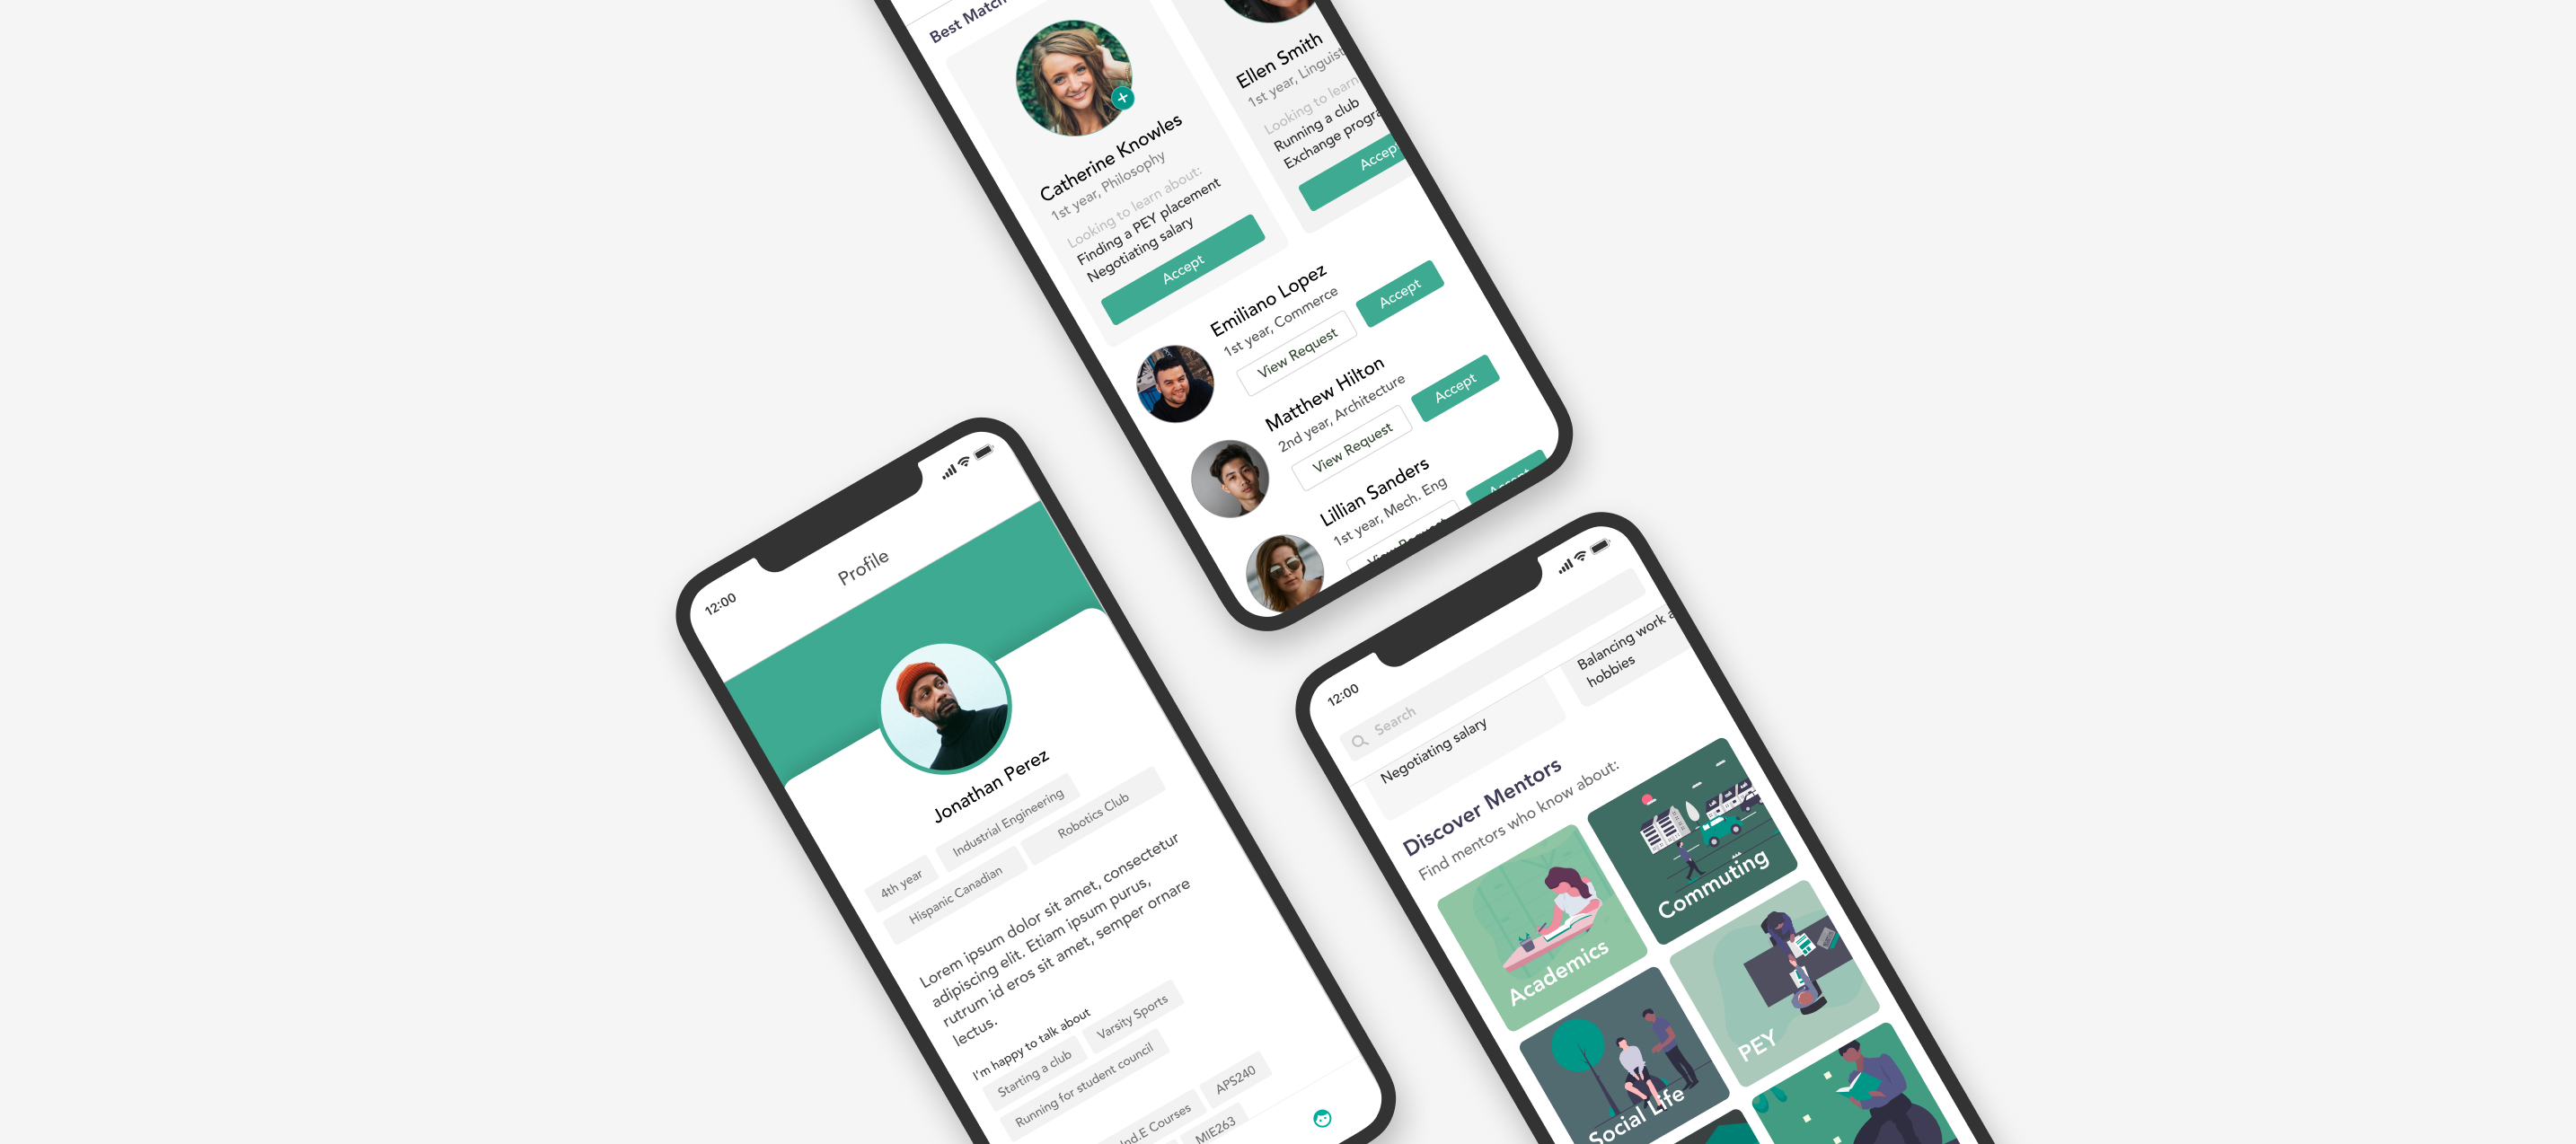 Best Match
Catherine Knowles
1st year, Philosophy
Looking to learn about:
Finding a PEY placement
Negotiating salary
Accept
Ellen Smith
1st year, Linguist
Looking to learn
Running a club
Exchange progra
Accept
Emiliano Lopez
1st year, Commerce
View Request
Accept
Matthew Hilton
2nd year, Architecture
View Request
Accept
Lillian Sanders
1st year, Mech. Eng
View Request
Accept
12:00
Profile
Jonathan Perez
4th year
Industrial Engineering
Hispanic Canadian
Robotics Club
Lorem ipsum dolor sit amet, consectetur
adipiscing elit. Etiam ipsum purus,
rutrum id eros sit amet, semper ornare
lectus.
I'm happy to talk about
Starting a club
Varsity Sports
Running for student council
Ind.E Courses
APS240
MIE263
12:00
Search
Negotiating salary
Balancing work a
hobbies
Discover Mentors
Find mentors who know about:
Academics
Commuting
Social Life
PEY